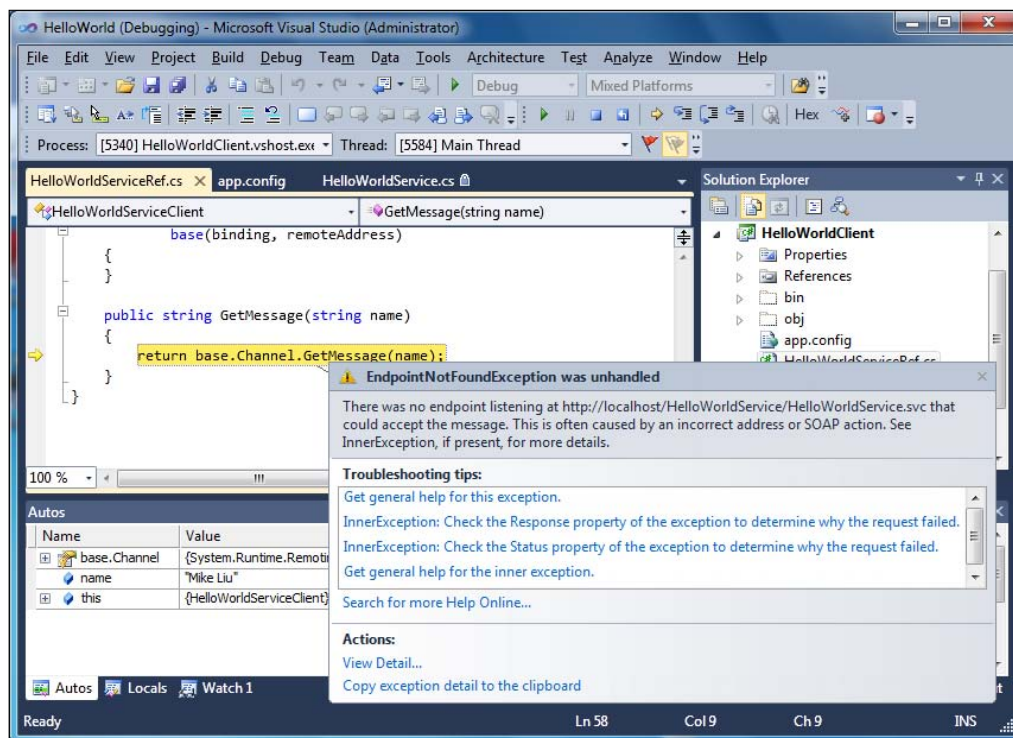 HelloWorld (Debugging) - Microsoft Visual Studio (Administrator)
File Edit View Project Build Debug Team Data Tools Architecture Test Analyze Window Help
Debug Mixed Platforms
Hex
Process: [5340] HelloWorldClient.vshost.exe Thread: [5584] Main Thread
HelloWorldServiceRef.cs app.config HelloWorldService.cs
Solution Explorer
HelloWorldServiceClient GetMessage(string name)
base(binding, remoteAddress)
{
}
public string GetMessage(string name)
{
return base.Channel.GetMessage(name);
}
}
HelloWorldClient
Properties
References
bin
obj
app.config
HelloWorldServiceRef.cs
100 %
EndpointNotFoundException was unhandled
There was no endpoint listening at http://localhost/HelloWorldService/HelloWorldService.svc that
could accept the message. This is often caused by an incorrect address or SOAP action. See
InnerException, if present, for more details.
Troubleshooting tips:
Get general help for this exception.
InnerException: Check the Response property of the exception to determine why the request failed.
InnerException: Check the Status property of the exception to determine why the request failed.
Get general help for the inner exception.
Search for more Help Online...
Actions:
View Detail...
Copy exception detail to the clipboard
Autos
Name Value
base.Channel {System.Runtime.Remoti
name "Mike Liu"
this {HelloWorldServiceClient}
Autos Locals Watch 1
Ready Ln 58 Col 9 Ch 9 INS